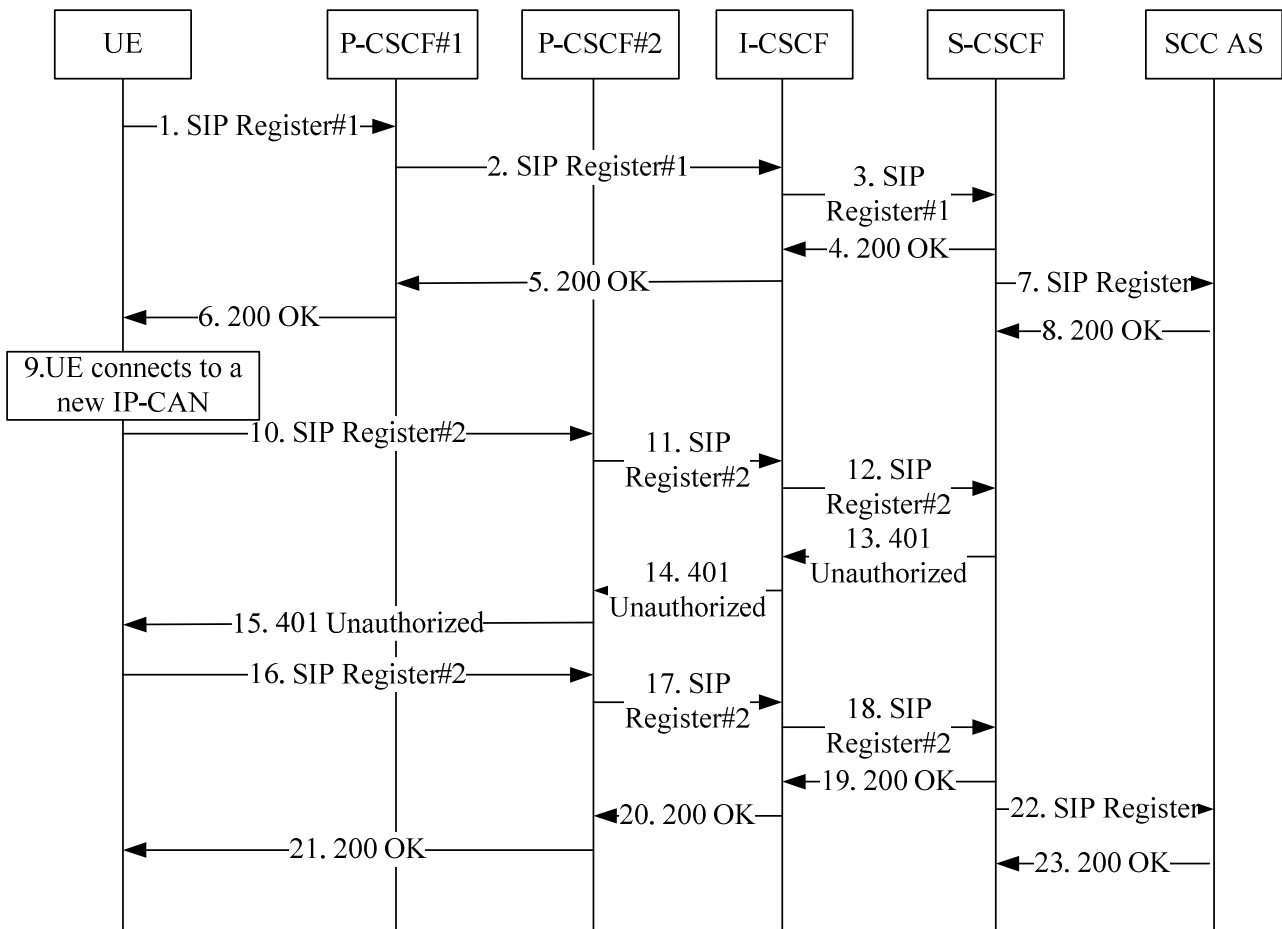 UE
P-CSCF#1
P-CSCF#2
I-CSCF
S-CSCF
SCC AS
1. SIP Register#1
2. SIP Register#1
3. SIP
Register#1
4. 200 OK
5. 200 OK
7. SIP Register
6. 200 OK
8. 200 OK
9.UE connects to a
new IP-CAN
10. SIP Register#2
11. SIP
Register#2
12. SIP
Register#2
13. 401
Unauthorized
14. 401
Unauthorized
15. 401 Unauthorized
16. SIP Register#2
17. SIP
Register#2
18. SIP
Register#2
19. 200 OK
20. 200 OK
22. SIP Register
21. 200 OK
23. 200 OK